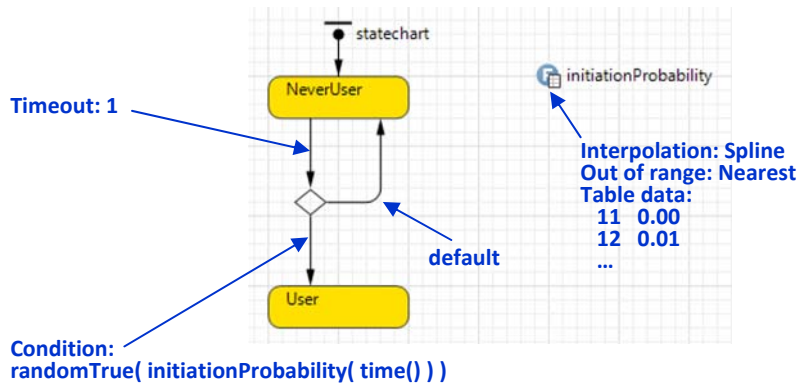 statechart
NeverUser
initiationProbability
Timeout: 1
Interpolation: Spline
Out of range: Nearest
Table data:
11 0.00
12 0.01
...
default
User
Condition:
randomTrue( initiationProbability( time() ) )